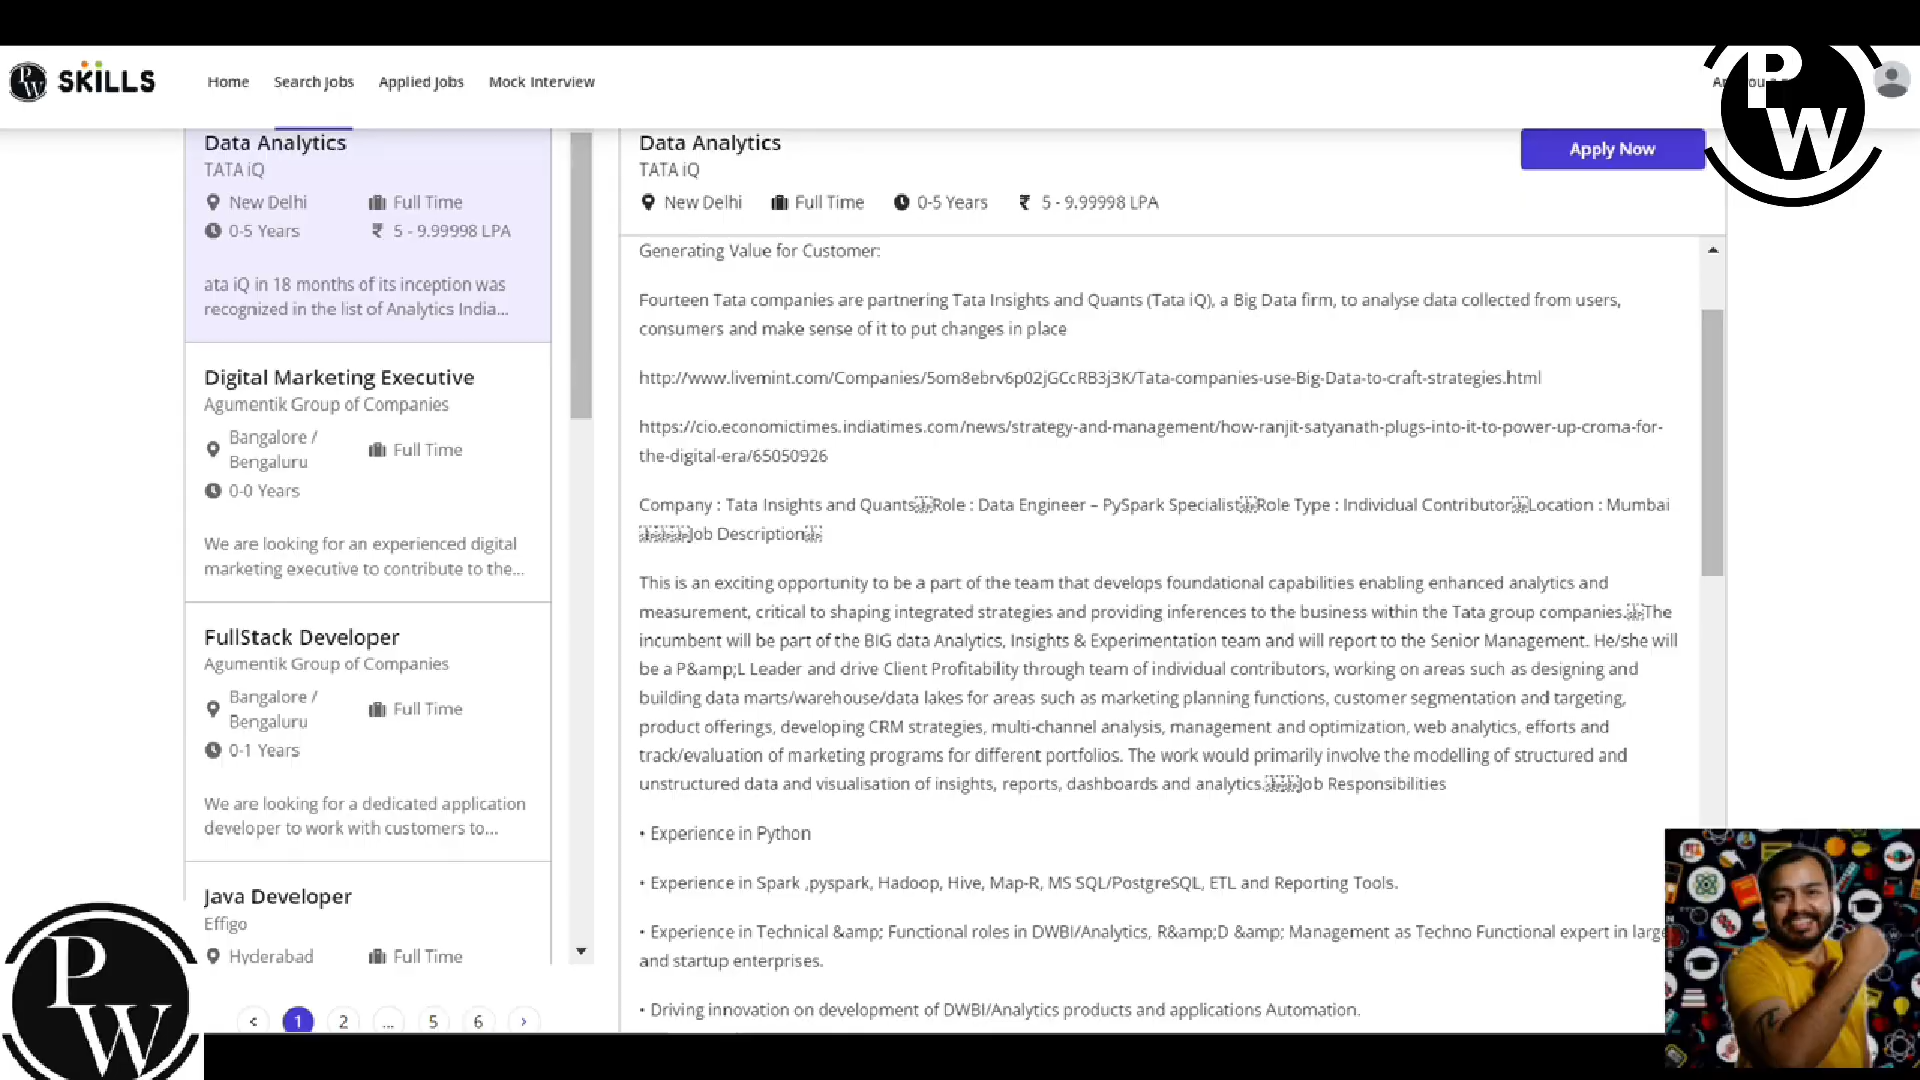 PW SKILLS
Home
Search Jobs
Applied Jobs
Mock Interview
PW
Data Analytics
TATA iQ
New Delhi
Full Time
0-5 Years
₹ 5 - 9.99998 LPA
ata iQ in 18 months of its inception was
recognized in the list of Analytics India...
Digital Marketing Executive
Agumentik Group of Companies
Bangalore /
Bengaluru
Full Time
0-0 Years
We are looking for an experienced digital
marketing executive to contribute to the...
FullStack Developer
Agumentik Group of Companies
Bangalore /
Bengaluru
Full Time
0-1 Years
We are looking for a dedicated application
developer to work with customers to...
Java Developer
Effigo
Hyderabad
Full Time
< 1 2 ... 5 6 >
PW
Data Analytics
TATA iQ
New Delhi Full Time 0-5 Years ₹ 5 - 9.99998 LPA
Apply Now
Generating Value for Customer:
Fourteen Tata companies are partnering Tata Insights and Quants (Tata iQ), a Big Data firm, to analyse data collected from users,
consumers and make sense of it to put changes in place
http://www.livemint.com/Companies/5om8ebrv6p02jGCcRB3j3K/Tata-companies-use-Big-Data-to-craft-strategies.html
https://cio.economictimes.indiatimes.com/news/strategy-and-management/how-ranjit-satyanath-plugs-into-it-to-power-up-croma-for-
the-digital-era/65050926
Company : Tata Insights and Quants Role : Data Engineer – PySpark Specialist Role Type : Individual Contributor Location : Mumbai
Job Description
This is an exciting opportunity to be a part of the team that develops foundational capabilities enabling enhanced analytics and
measurement, critical to shaping integrated strategies and providing inferences to the business within the Tata group companies. The
incumbent will be part of the BIG data Analytics, Insights & Experimentation team and will report to the Senior Management. He/she will
be a P&amp;L Leader and drive Client Profitability through team of individual contributors, working on areas such as designing and
building data marts/warehouse/data lakes for areas such as marketing planning functions, customer segmentation and targeting,
product offerings, developing CRM strategies, multi-channel analysis, management and optimization, web analytics, efforts and
track/evaluation of marketing programs for different portfolios. The work would primarily involve the modelling of structured and
unstructured data and visualisation of insights, reports, dashboards and analytics. Job Responsibilities
• Experience in Python
• Experience in Spark ,pyspark, Hadoop, Hive, Map-R, MS SQL/PostgreSQL, ETL and Reporting Tools.
• Experience in Technical &amp; Functional roles in DWBI/Analytics, R&amp;D &amp; Management as Techno Functional expert in large
and startup enterprises.
• Driving innovation on development of DWBI/Analytics products and applications Automation.